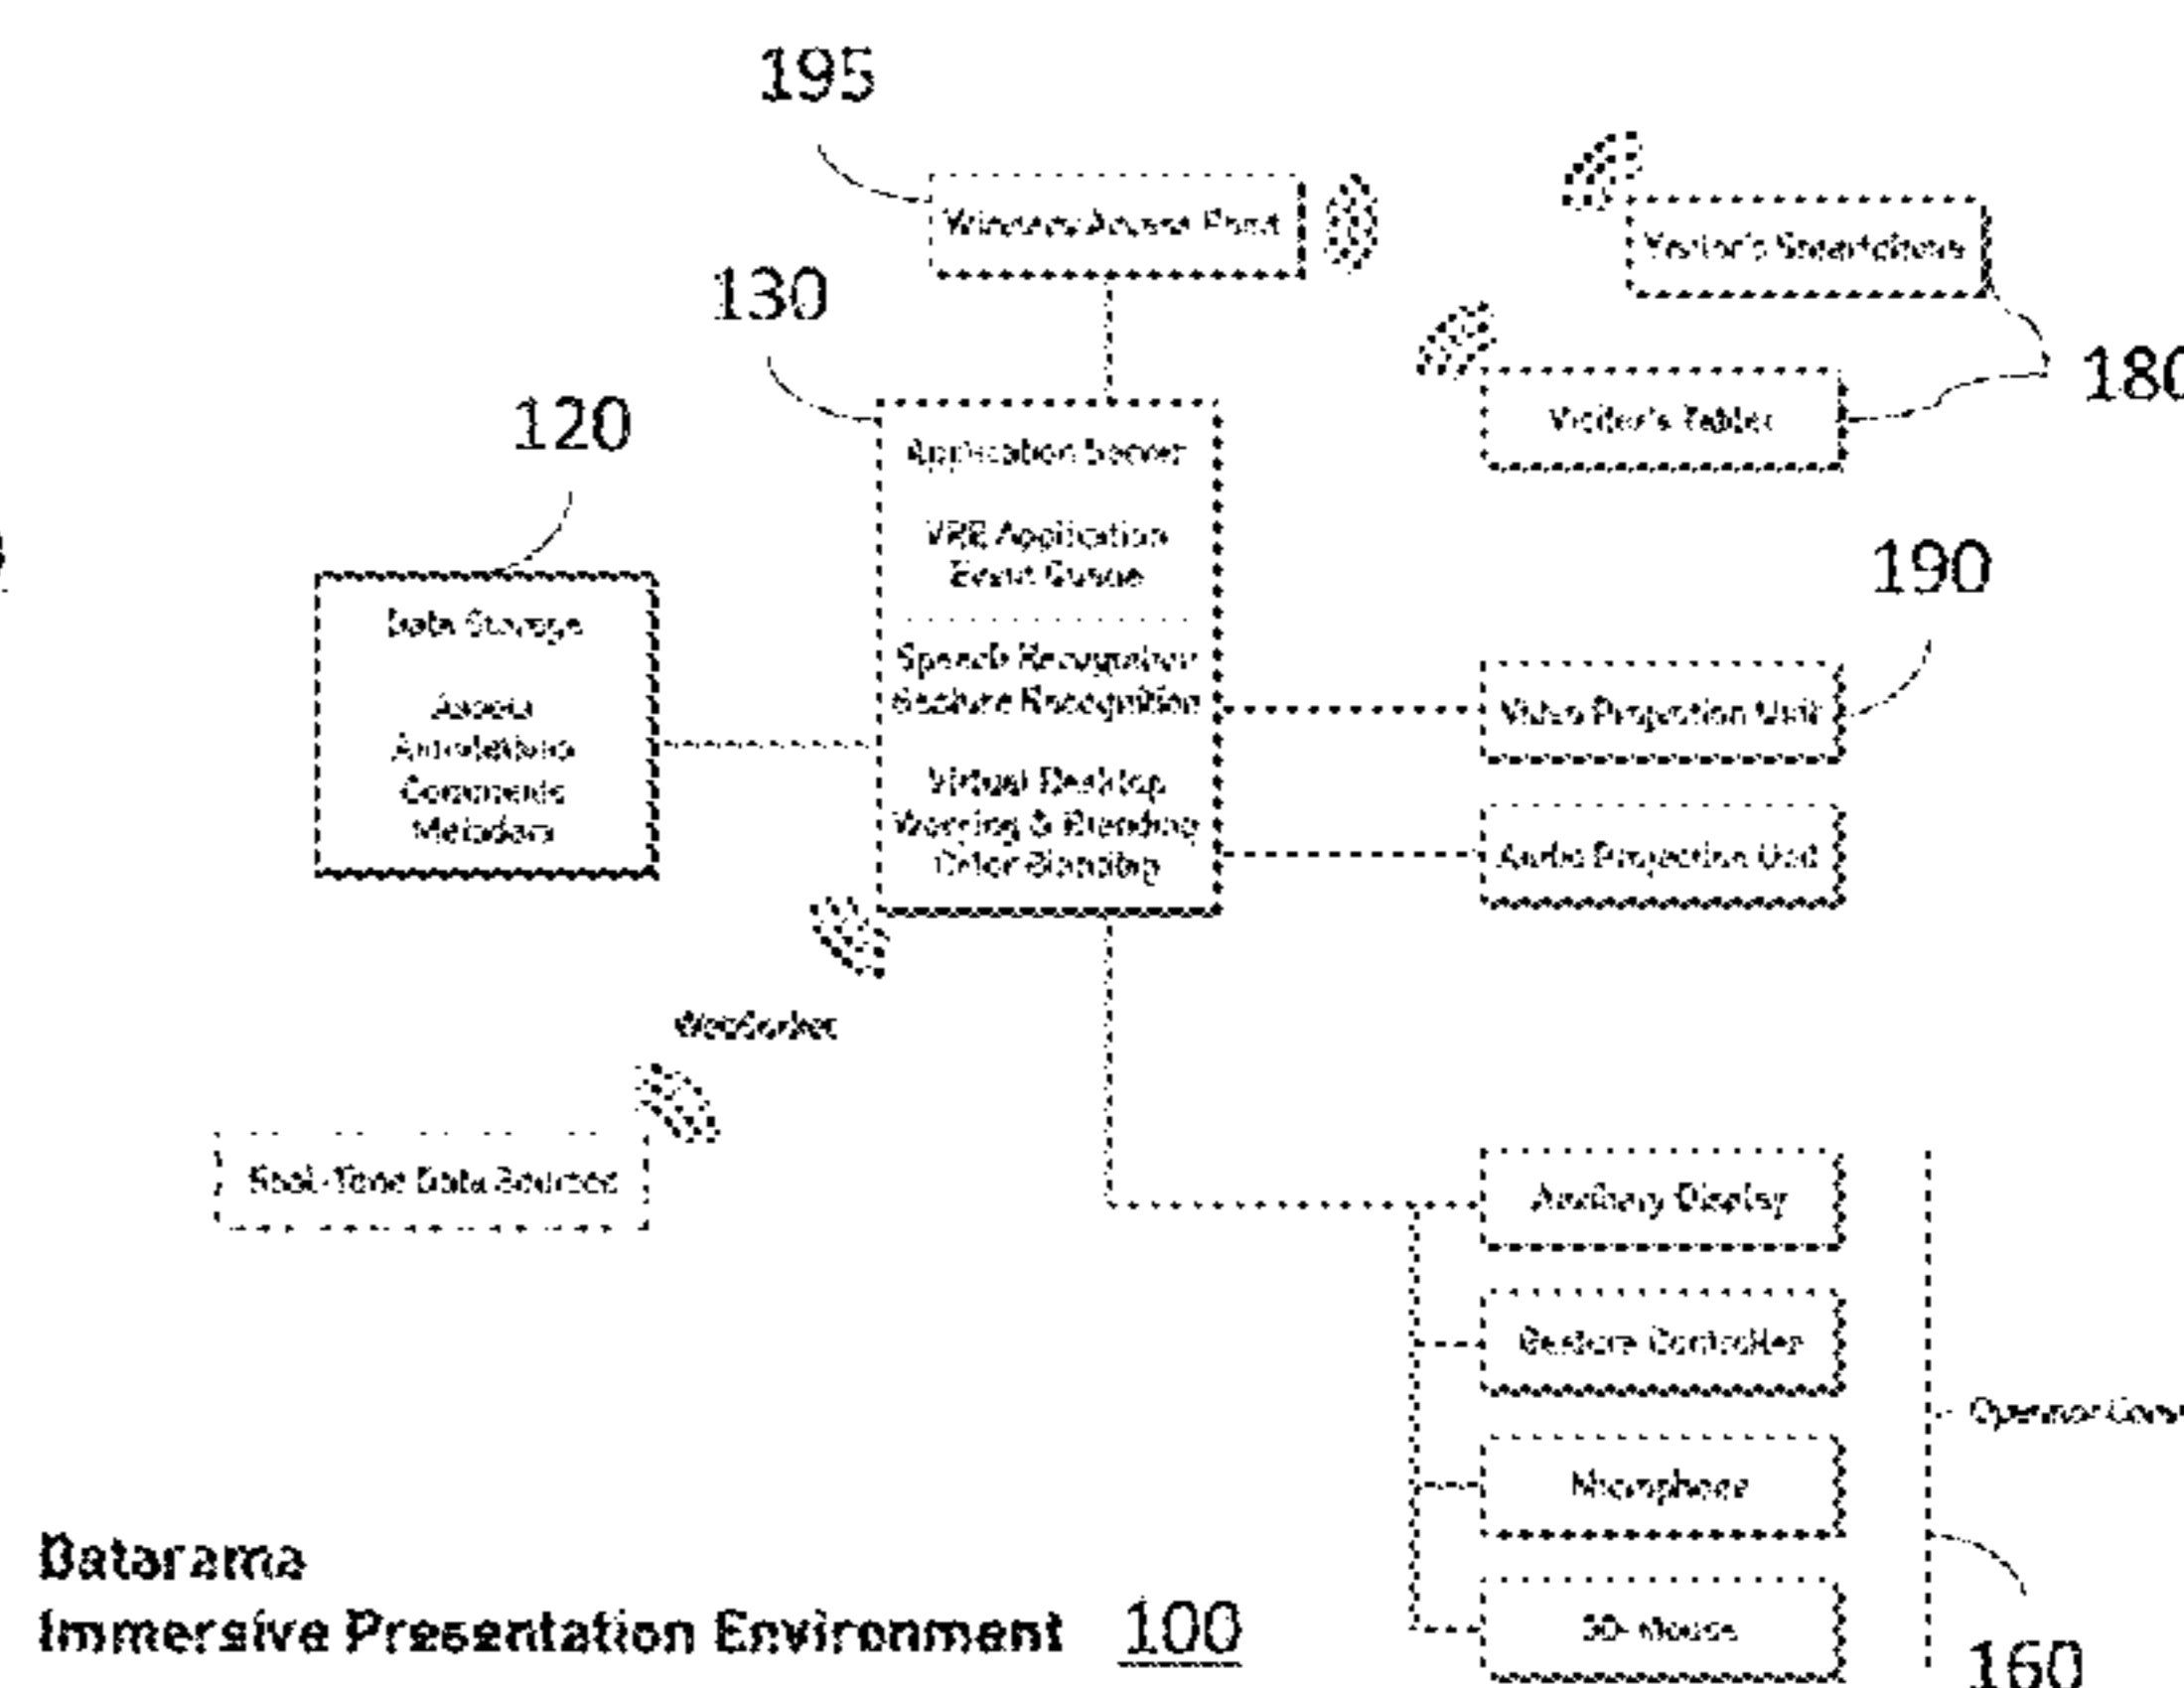 195
Wireless Access Point
Visitor's Smartphone
130
180
Visitor's Tablet
120
Application Server
VRE Application
Event Queue
190
Data Storage
Assets
Annotations
Comments
Metadata
Speech Recognition
Gesture Recognition
Video Projection Unit
Virtual Desktop
Warping & Blending
Color Blending
Audio Projection Unit
WebSocket
Real-Time Data Sources
Auxiliary Display
Gesture Controller
Operator
Microphone
3D-Mouse
160
Datarama
Immersive Presentation Environment 100